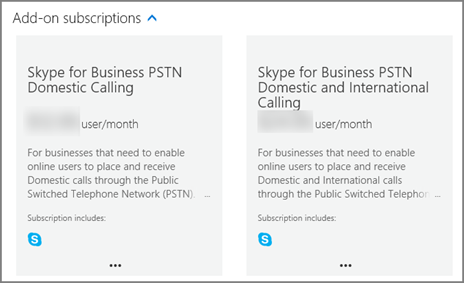 Add-on subscriptions
Skype for Business PSTN
Domestic Calling
user/month
For businesses that need to enable
online users to place and receive
Domestic calls through the Public
Switched Telephone Network (PSTN). ...
Subscription includes:
...
Skype for Business PSTN
Domestic and International
Calling
user/month
For businesses that need to enable
online users to place and receive
Domestic and International calls
through the Public Switched Telephon ...
Subscription includes:
...